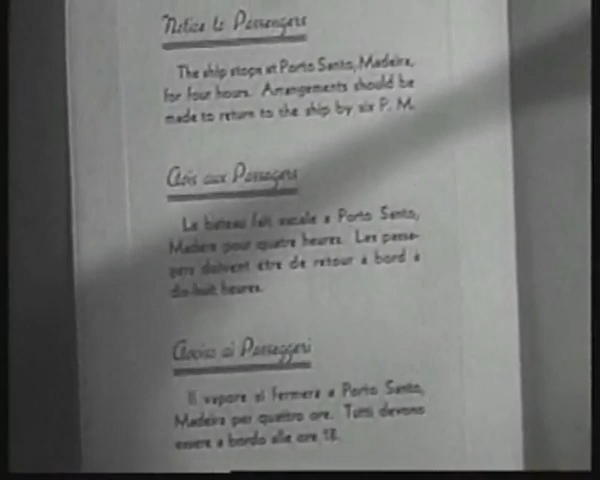 Notice to Passengers
The ship stops at Porto Santo, Madeira,
for four hours. Arrangements should be
made to return to the ship by six P. M.
Avis aux Passagers
Le bateau fait escale a Porto Santo,
Madere pour quatre heures. Les passa-
gers doivent etre de retour a bord a
dix-huit heures.
Avviso ai Passeggeri
Il vapore si fermera a Porto Santo,
Madeira per quattro ore. Tutti devono
essere a bordo alle ore 18.